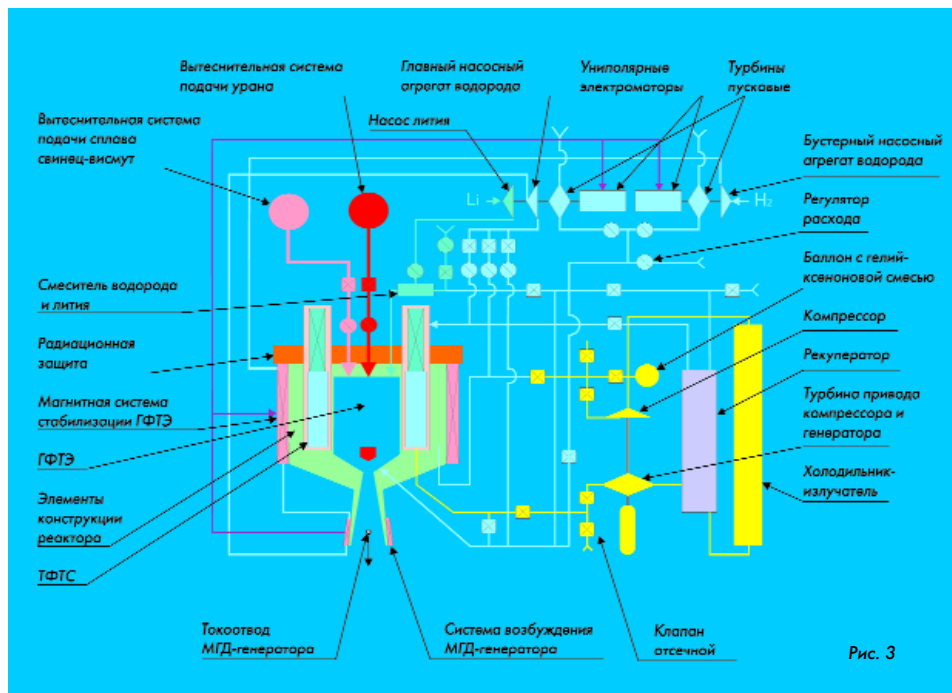 Вытеснительная система
подачи урана
Главный насосный
агрегат водорода
Униполярные
электромоторы
Турбины
пусковые
Насос лития
Вытеснительная система
подачи сплава
свинец-висмут
Бустерный насосный
агрегат водорода
Li
H2
Регулятор
расхода
Баллон с гелий-
ксеноновой смесью
Смеситель водорода
и лития
Компрессор
Радиационная
защита
Рекуператор
Магнитная система
стабилизации ГФТЭ
Турбина привода
компрессора и
генератора
ГФТЭ
Холодильник-
излучатель
Элементы
конструкции
реактора
ТФТС
Токоотвод
МГД-генератора
Система возбуждения
МГД-генератора
Клапан
отсечной
Рис. 3